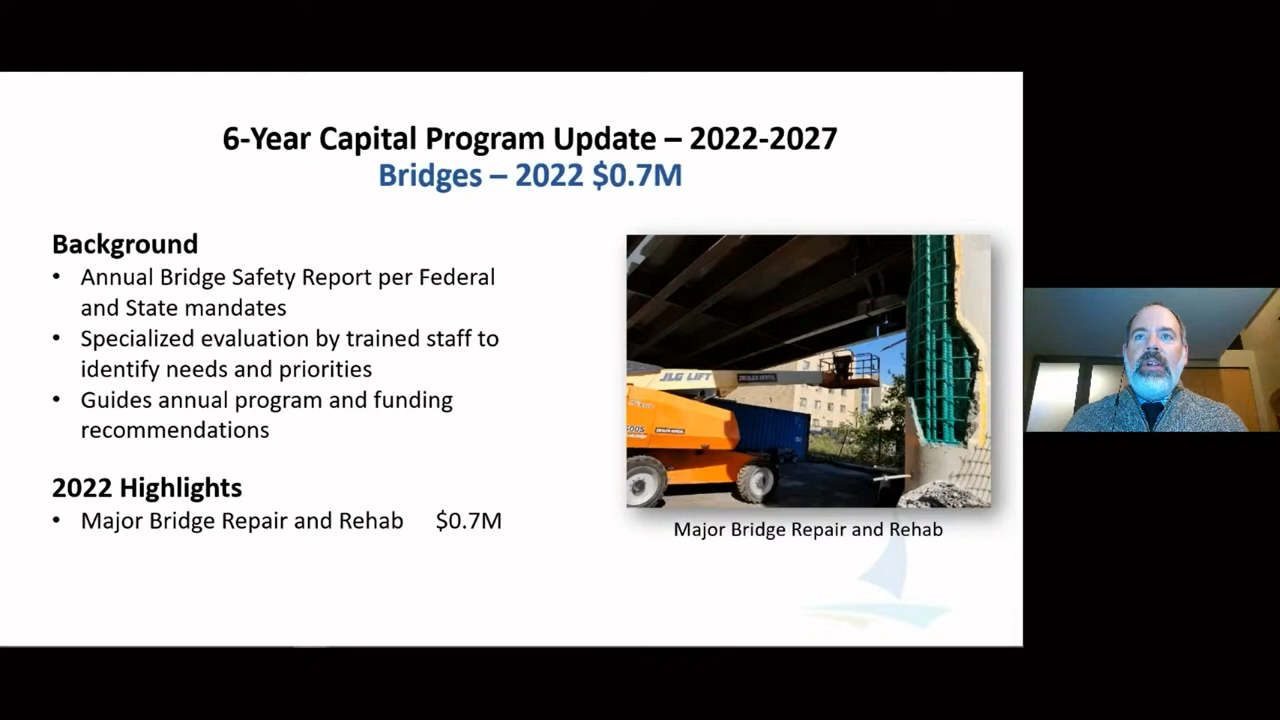 6-Year Capital Program Update – 2022-2027
Bridges – 2022 $0.7M
Background
• Annual Bridge Safety Report per Federal
and State mandates
• Specialized evaluation by trained staff to
identify needs and priorities
• Guides annual program and funding
recommendations
2022 Highlights
• Major Bridge Repair and Rehab $0.7M
JLG LIFT
Major Bridge Repair and Rehab